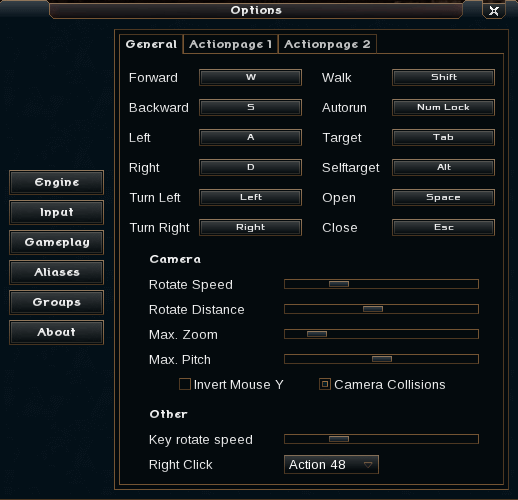 Options
General Actionpage 1 Actionpage 2
Forward W Walk Shift
Backward S Autorun Num Lock
Left A Target Tab
Right D Selftarget Alt
Turn Left Left Open Space
Turn Right Right Close Esc
Engine
Input
Gameplay
Aliases
Groups
About
Camera
Rotate Speed
Rotate Distance
Max. Zoom
Max. Pitch
Invert Mouse Y Camera Collisions
Other
Key rotate speed
Right Click Action 48